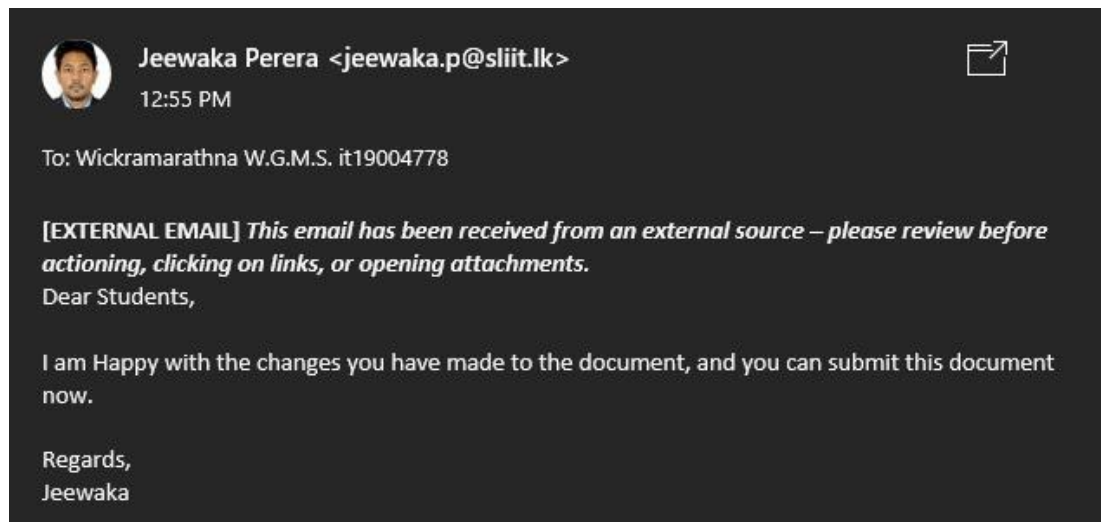 Jeewaka Perera <jeewaka.p@sliit.lk>
12:55 PM
To: Wickramarathna W.G.M.S. it19004778
[EXTERNAL EMAIL] This email has been received from an external source – please review before
actioning, clicking on links, or opening attachments.
Dear Students,
I am Happy with the changes you have made to the document, and you can submit this document
now.
Regards,
Jeewaka